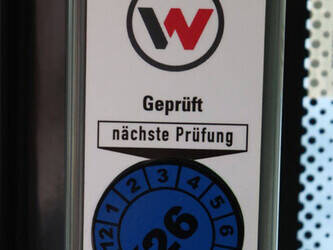 W
Geprüft
nächste Prüfung
12 1 2 3 4 5 6
26